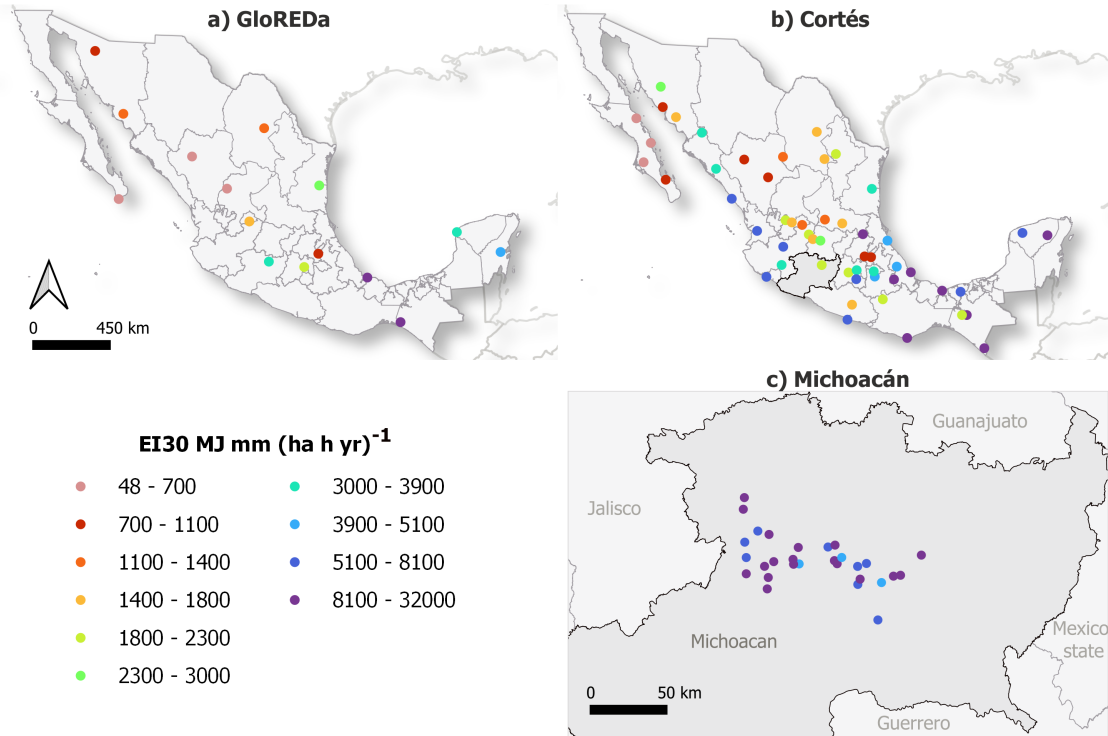 a) GloREDa
b) Cortés
0 450 km
c) Michoacán
Guanajuato
Jalisco
Michoacan
Mexico
state
0 50 km
Guerrero
EI30 MJ mm (ha h yr)⁻¹
48 - 700
700 - 1100
1100 - 1400
1400 - 1800
1800 - 2300
2300 - 3000
3000 - 3900
3900 - 5100
5100 - 8100
8100 - 32000